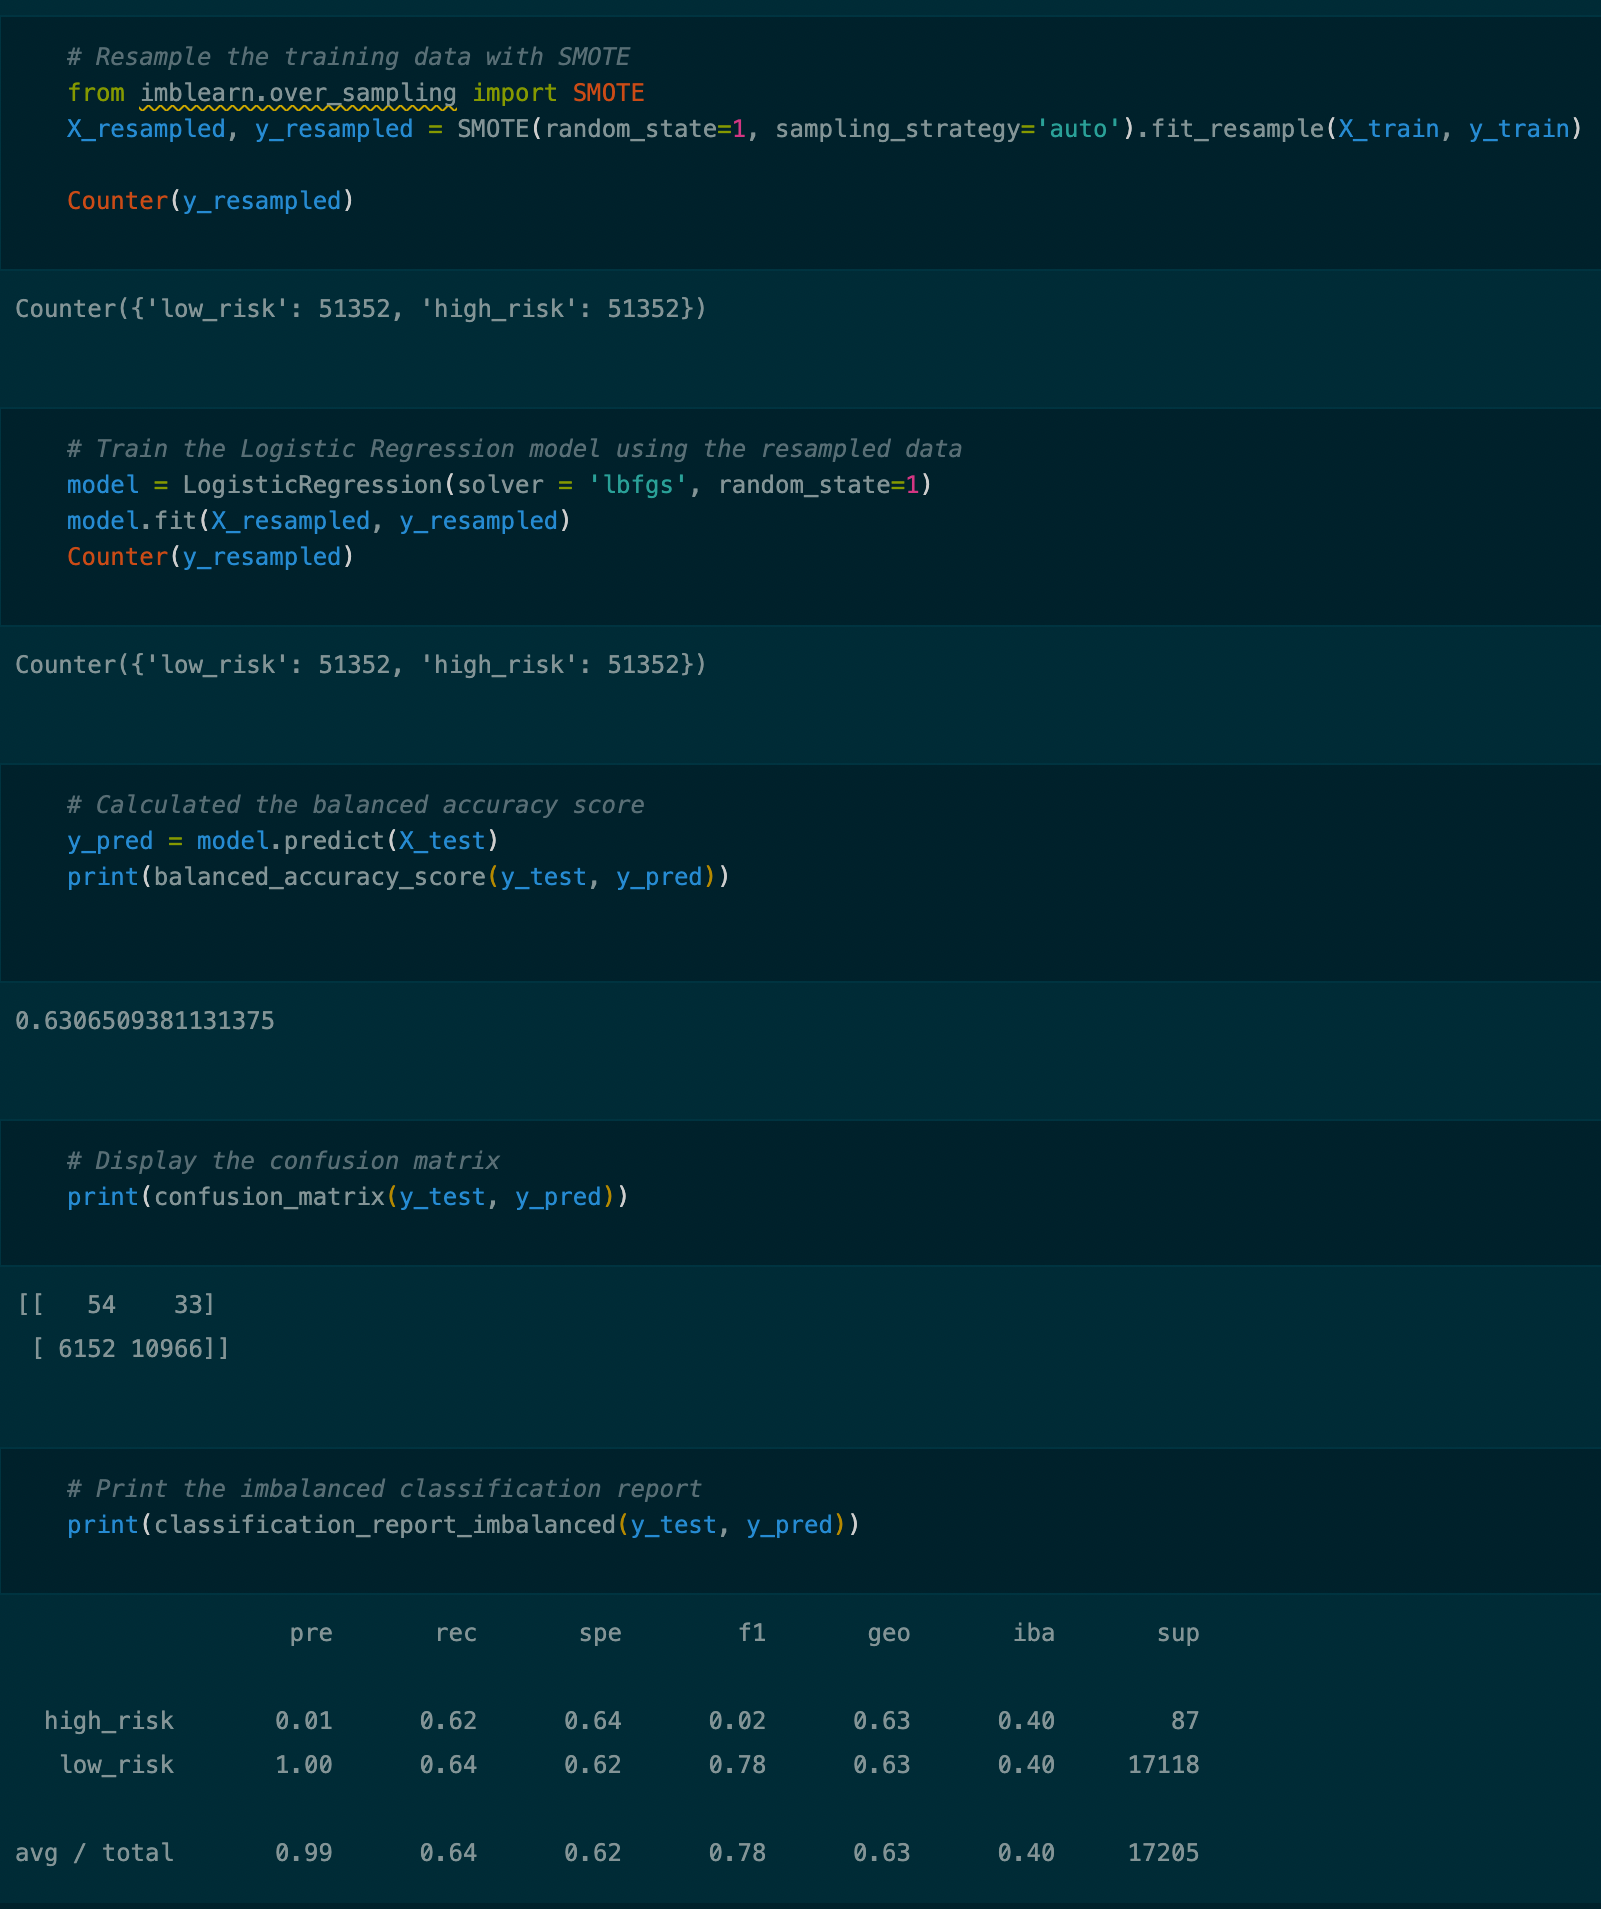 # Resample the training data with SMOTE
from imblearn.over_sampling import SMOTE
X_resampled, y_resampled = SMOTE(random_state=1, sampling_strategy='auto').fit_resample(X_train, y_train)
Counter(y_resampled)
Counter({'low_risk': 51352, 'high_risk': 51352})
# Train the Logistic Regression model using the resampled data
model = LogisticRegression(solver = 'lbfgs', random_state=1)
model.fit(X_resampled, y_resampled)
Counter(y_resampled)
Counter({'low_risk': 51352, 'high_risk': 51352})
# Calculated the balanced accuracy score
y_pred = model.predict(X_test)
print(balanced_accuracy_score(y_test, y_pred))
0.6306509381131375
# Display the confusion matrix
print(confusion_matrix(y_test, y_pred))
[[   54    33]
 [ 6152 10966]]
# Print the imbalanced classification report
print(classification_report_imbalanced(y_test, y_pred))
pre rec spe f1 geo iba sup
high_risk 0.01 0.62 0.64 0.02 0.63 0.40 87
low_risk 1.00 0.64 0.62 0.78 0.63 0.40 17118
avg / total 0.99 0.64 0.62 0.78 0.63 0.40 17205